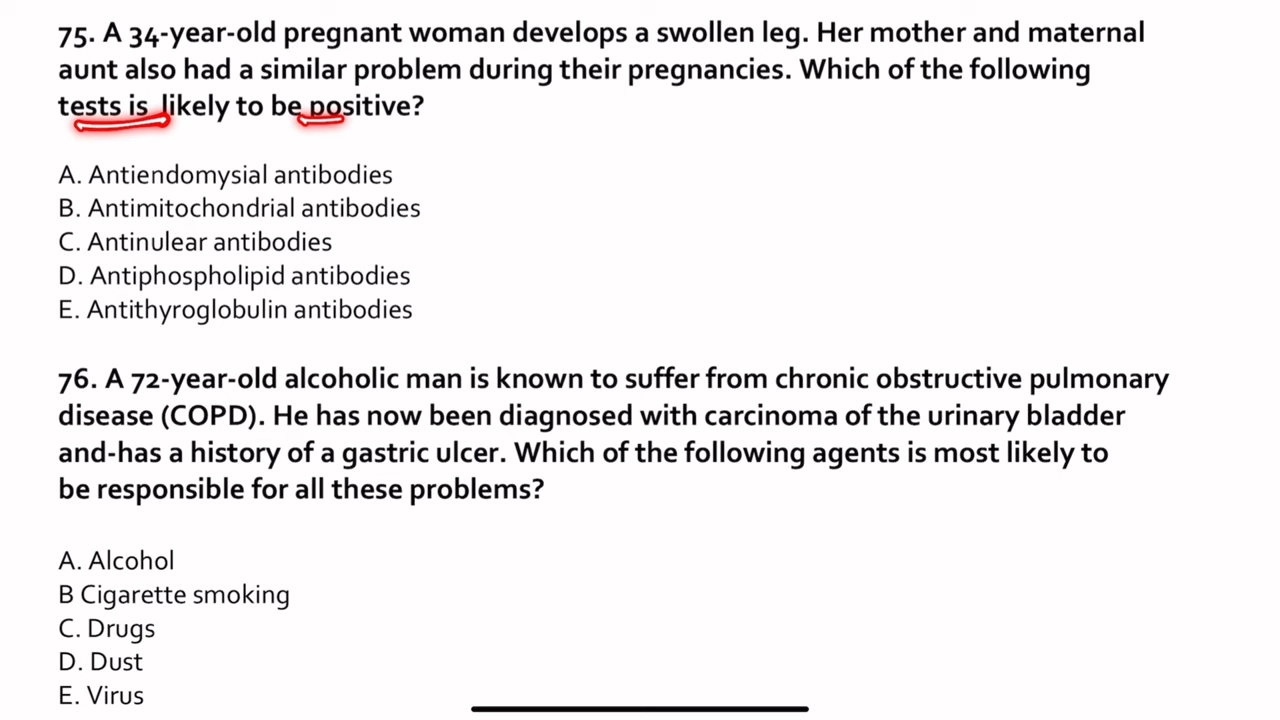 75. A 34-year-old pregnant woman develops a swollen leg. Her mother and maternal
aunt also had a similar problem during their pregnancies. Which of the following
tests is likely to be positive?
A. Antiendomysial antibodies
B. Antimitochondrial antibodies
C. Antinulear antibodies
D. Antiphospholipid antibodies
E. Antithyroglobulin antibodies
76. A 72-year-old alcoholic man is known to suffer from chronic obstructive pulmonary
disease (COPD). He has now been diagnosed with carcinoma of the urinary bladder
and-has a history of a gastric ulcer. Which of the following agents is most likely to
be responsible for all these problems?
A. Alcohol
B Cigarette smoking
C. Drugs
D. Dust
E. Virus